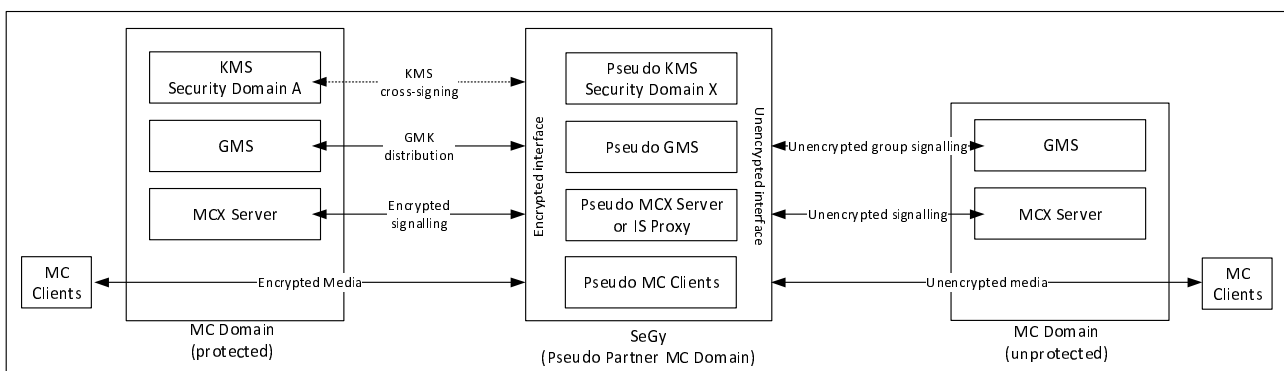 KMS
Security Domain A
KMS
cross-signing
Pseudo KMS
Security Domain X
GMS
GMK
distribution
Encrypted interface
Pseudo GMS
Unencrypted interface
Unencrypted group signalling
GMS
MCX Server
Encrypted
signalling
Pseudo MCX Server
or IS Proxy
Unencrypted signalling
MCX Server
MC
Clients
Encrypted Media
Pseudo MC Clients
Unencrypted media
MC
Clients
MC Domain
(protected)
SeGy
(Pseudo Partner MC Domain)
MC Domain
(unprotected)